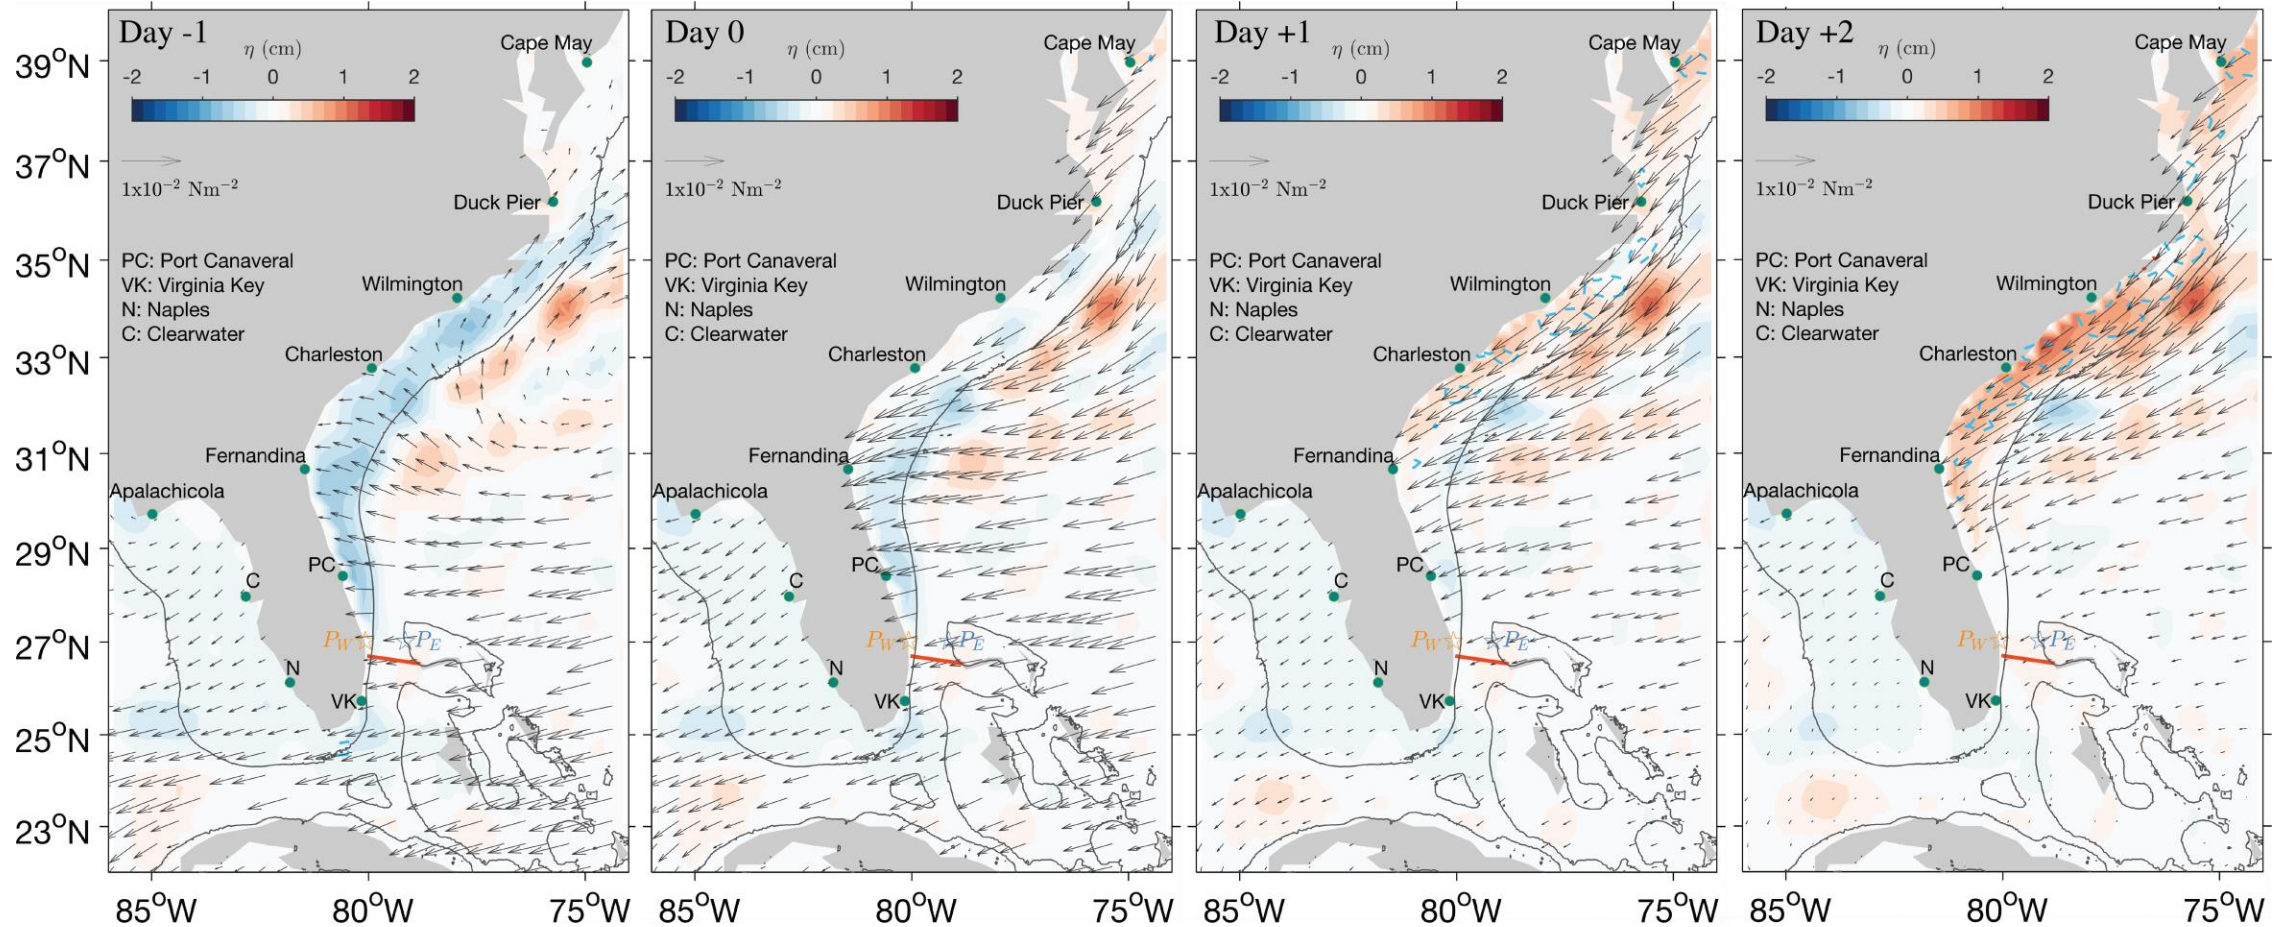 Day -1
η (cm)
-2 -1 0 1 2
1x10⁻² Nm⁻²
PC: Port Canaveral
VK: Virginia Key
N: Naples
C: Clearwater
Cape May
Duck Pier
Wilmington
Charleston
Fernandina
Apalachicola
PC
C
P_W
P_E
N
VK
39°N
37°N
35°N
33°N
31°N
29°N
27°N
25°N
23°N
85°W 80°W 75°W
Day 0
η (cm)
-2 -1 0 1 2
1x10⁻² Nm⁻²
PC: Port Canaveral
VK: Virginia Key
N: Naples
C: Clearwater
Cape May
Duck Pier
Wilmington
Charleston
Fernandina
Apalachicola
PC
C
P_W
P_E
N
VK
85°W 80°W 75°W
Day +1
η (cm)
-2 -1 0 1 2
1x10⁻² Nm⁻²
PC: Port Canaveral
VK: Virginia Key
N: Naples
C: Clearwater
Cape May
Duck Pier
Wilmington
Charleston
Fernandina
Apalachicola
PC
C
P_W
P_E
N
VK
85°W 80°W 75°W
Day +2
η (cm)
-2 -1 0 1 2
1x10⁻² Nm⁻²
PC: Port Canaveral
VK: Virginia Key
N: Naples
C: Clearwater
Cape May
Duck Pier
Wilmington
Charleston
Fernandina
Apalachicola
PC
C
P_W
P_E
N
VK
85°W 80°W 75°W